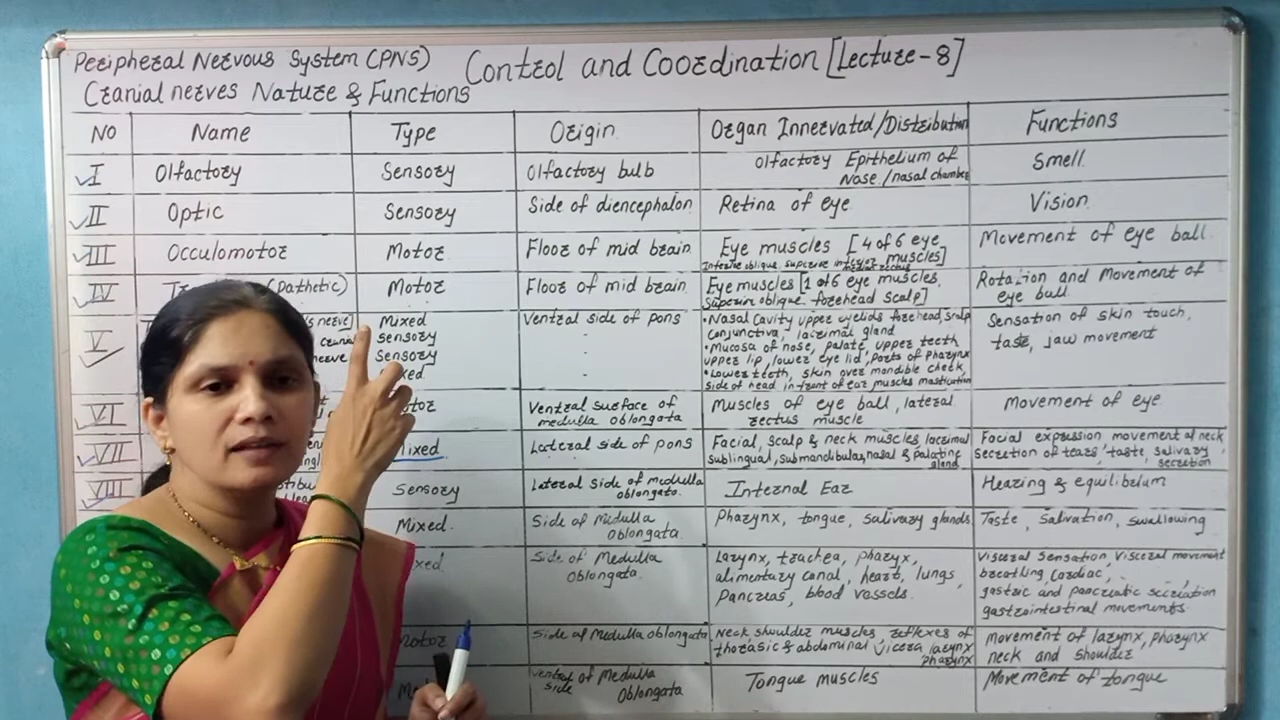 Peripheral Nervous System (PNS) Control and Coordination [Lecture-8]
Cranial nerves Nature & Functions
NO Name Type Origin Organ Innervated/Distribution Functions
I Olfactory Sensory Olfactory bulb Olfactory Epithelium of Smell
Nose/nasal chamber
II Optic Sensory Side of diencephalon Retina of eye Vision
III Occulomotor Motor Floor of mid brain Eye muscles [4 of 6 eye muscles] Movement of eye ball
IV (Pathetic) Motor Floor of mid brain Eye muscles [1 of 6 eye muscles, Rotation and Movement of
Superior oblique forehead scalp] eye ball
V nerve] Mixed Ventral side of pons •Nasal Cavity upper eyelids forehead, scalp Sensation of skin touch,
Sensory - conjunctiva, lacrimal gland taste, jaw movement
nerve Sensory - •Mucosa of nose, palate, upper teeth
upper lip, lower eye lid, parts of pharynx
- •Lower teeth, skin over mandible cheek,
side of head in front of ear muscles mastication
VI Ventral surface of Muscles of eye ball, lateral Movement of eye
medulla oblongata rectus muscle
VII Mixed Lateral side of pons Facial, scalp & neck muscles lacrimal Facial expression movement of neck
sublingual, submandibular, nasal & palatine gland secretion of tears, taste, salivary secretion
VIII Sensory Lateral side of medulla Internal Ear Hearing & equilibrium
oblongata.
Mixed. Side of Medulla Pharynx, tongue, salivary glands Taste, Salivation, swallowing
oblongata.
Side of Medulla Larynx, trachea, pharyx, Visceral sensation visceral movement
Oblongata. alimentary canal, heart, lungs, breathing, Cardiac,
Pancreas, blood vessels. gastric and pancreatic secreation
gastrointestinal movements.
Motor Side of Medulla oblongata Neck shoulder muscles, reflexes of Movement of larynx, pharynx
thorasic & abdominal vicera larynx pharynx neck and shoulder
ventral side of Medulla Tongue muscles Movement of tongue
Oblongata